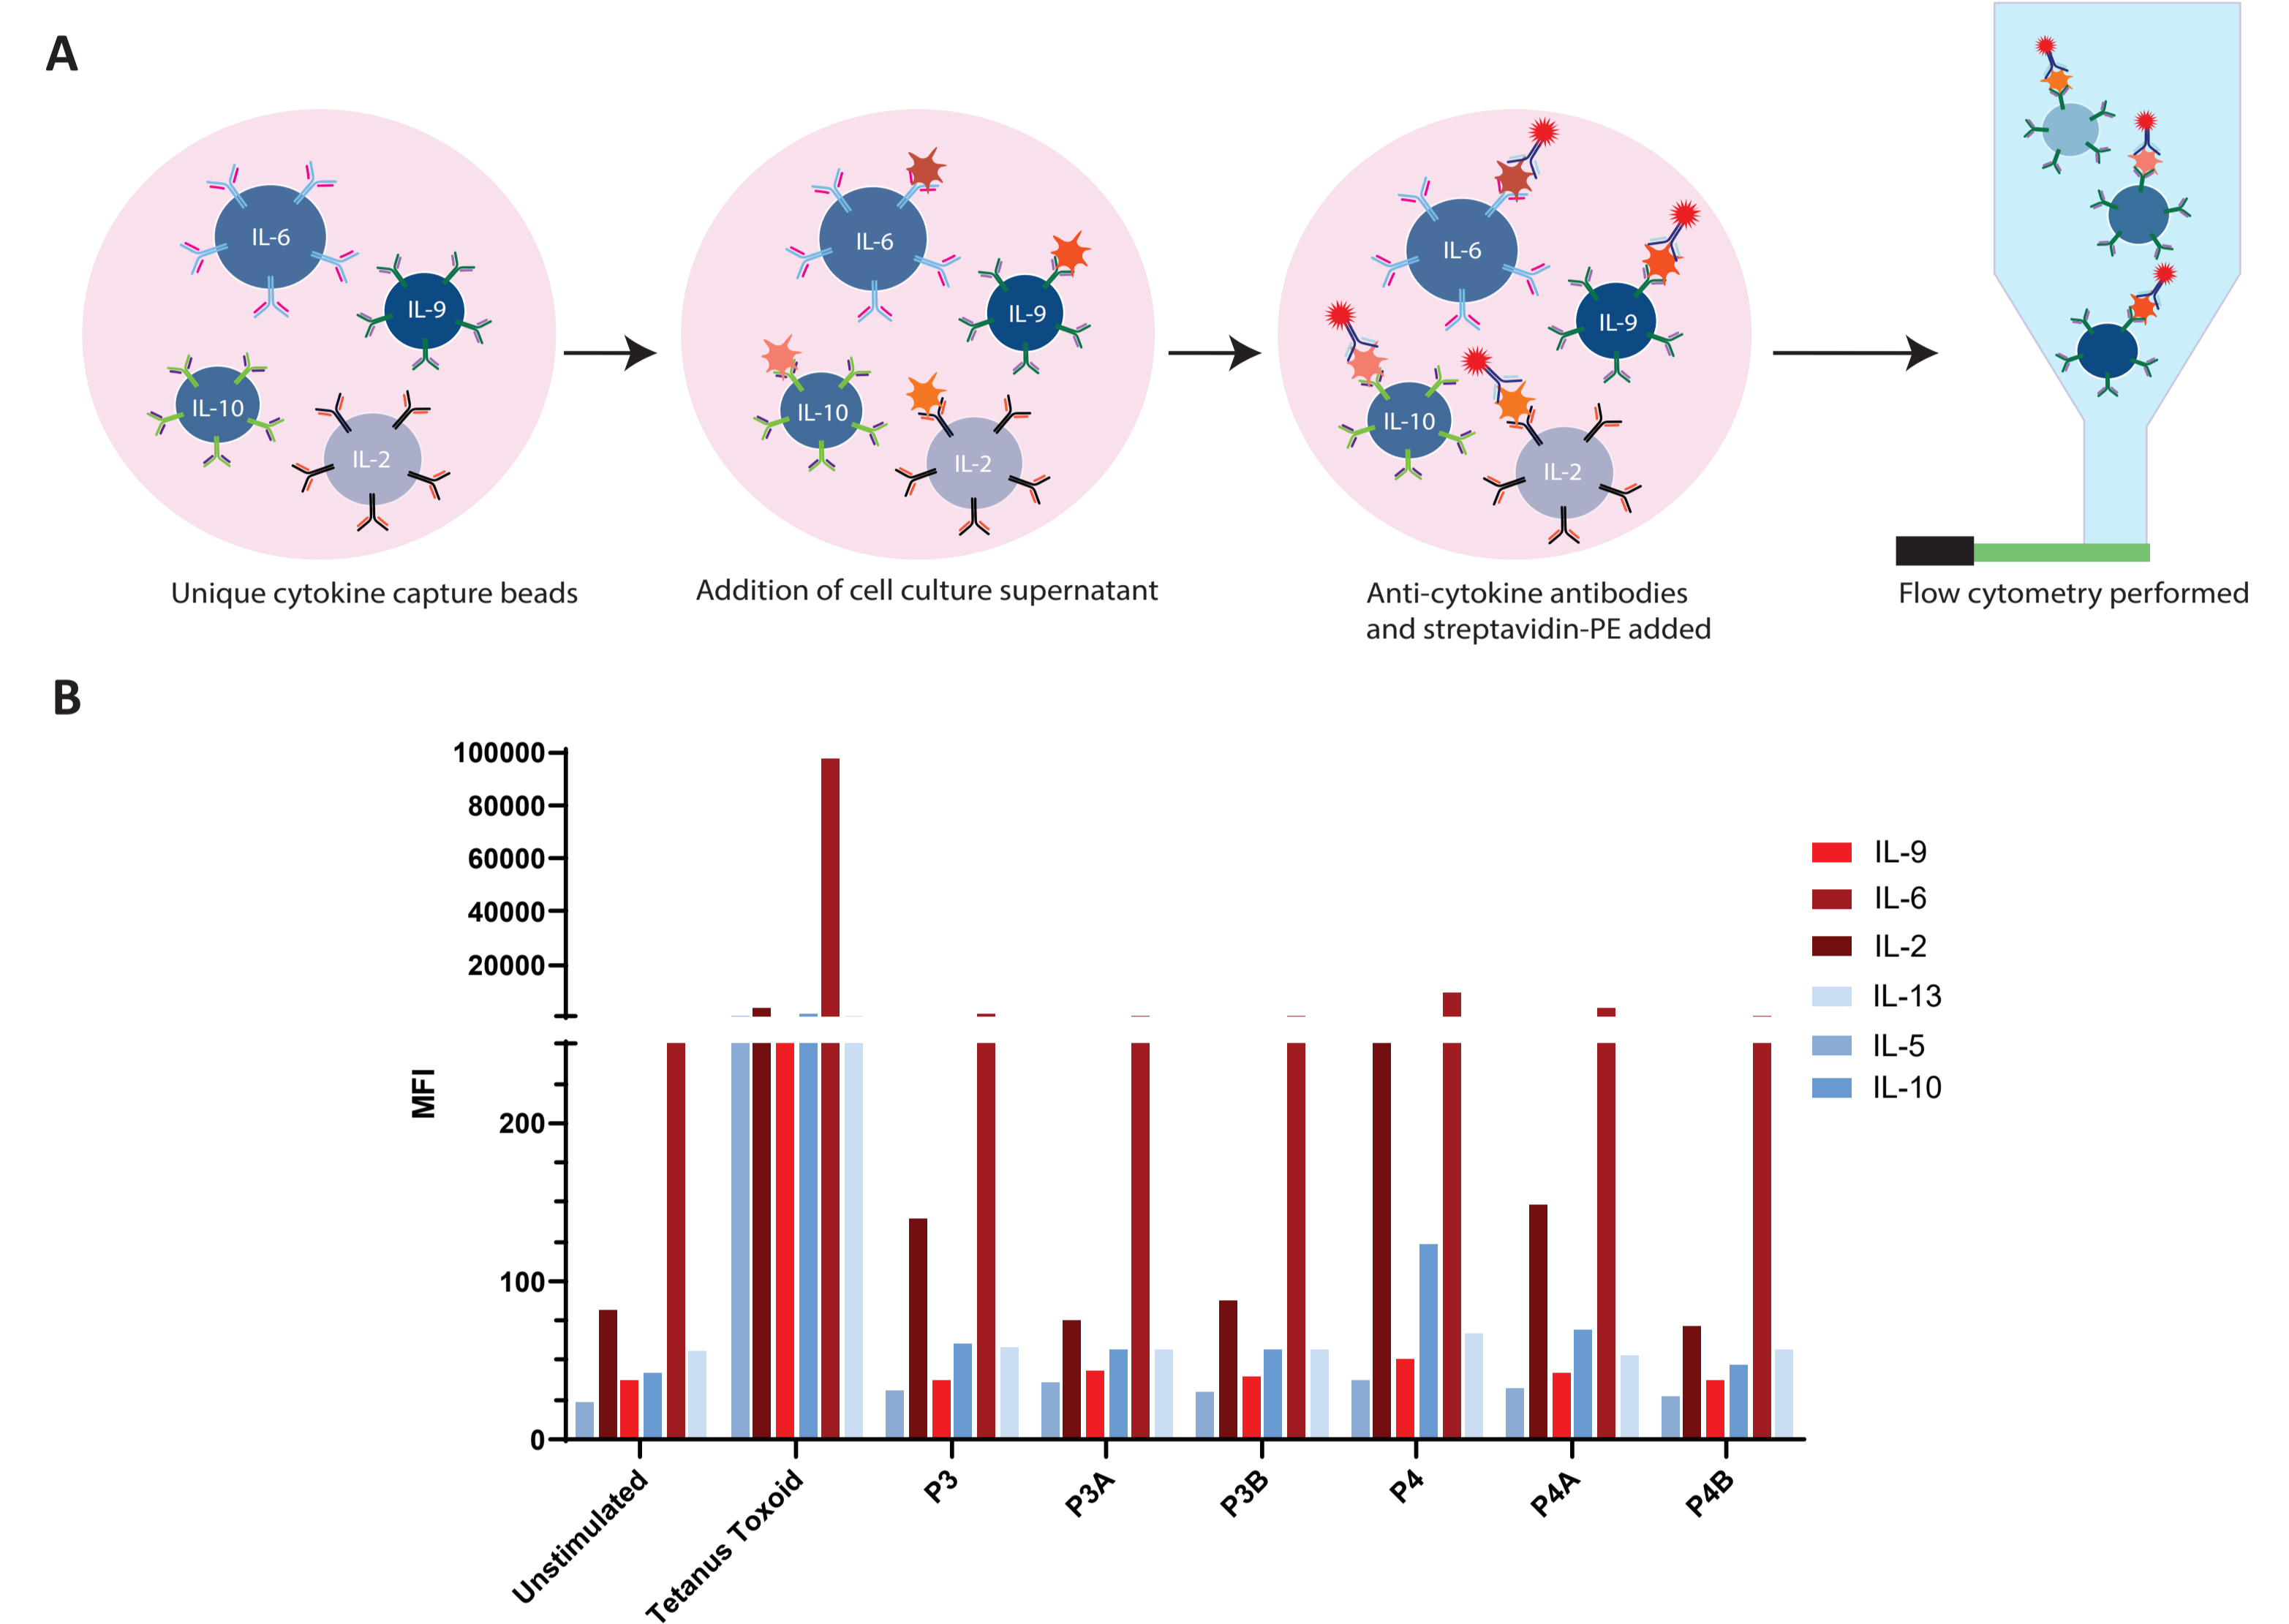 A
IL-6
IL-9
IL-10
IL-2
IL-6
IL-9
IL-10
IL-2
IL-6
IL-9
IL-10
IL-2
Unique cytokine capture beads
Addition of cell culture supernatant
Anti-cytokine antibodies
and streptavidin-PE added
Flow cytometry performed
B
100000
80000
60000
40000
20000
200
100
0
MFI
Unstimulated
Tetanus Toxoid
P3
P3A
P3B
P4
P4A
P4B
IL-9
IL-6
IL-2
IL-13
IL-5
IL-10